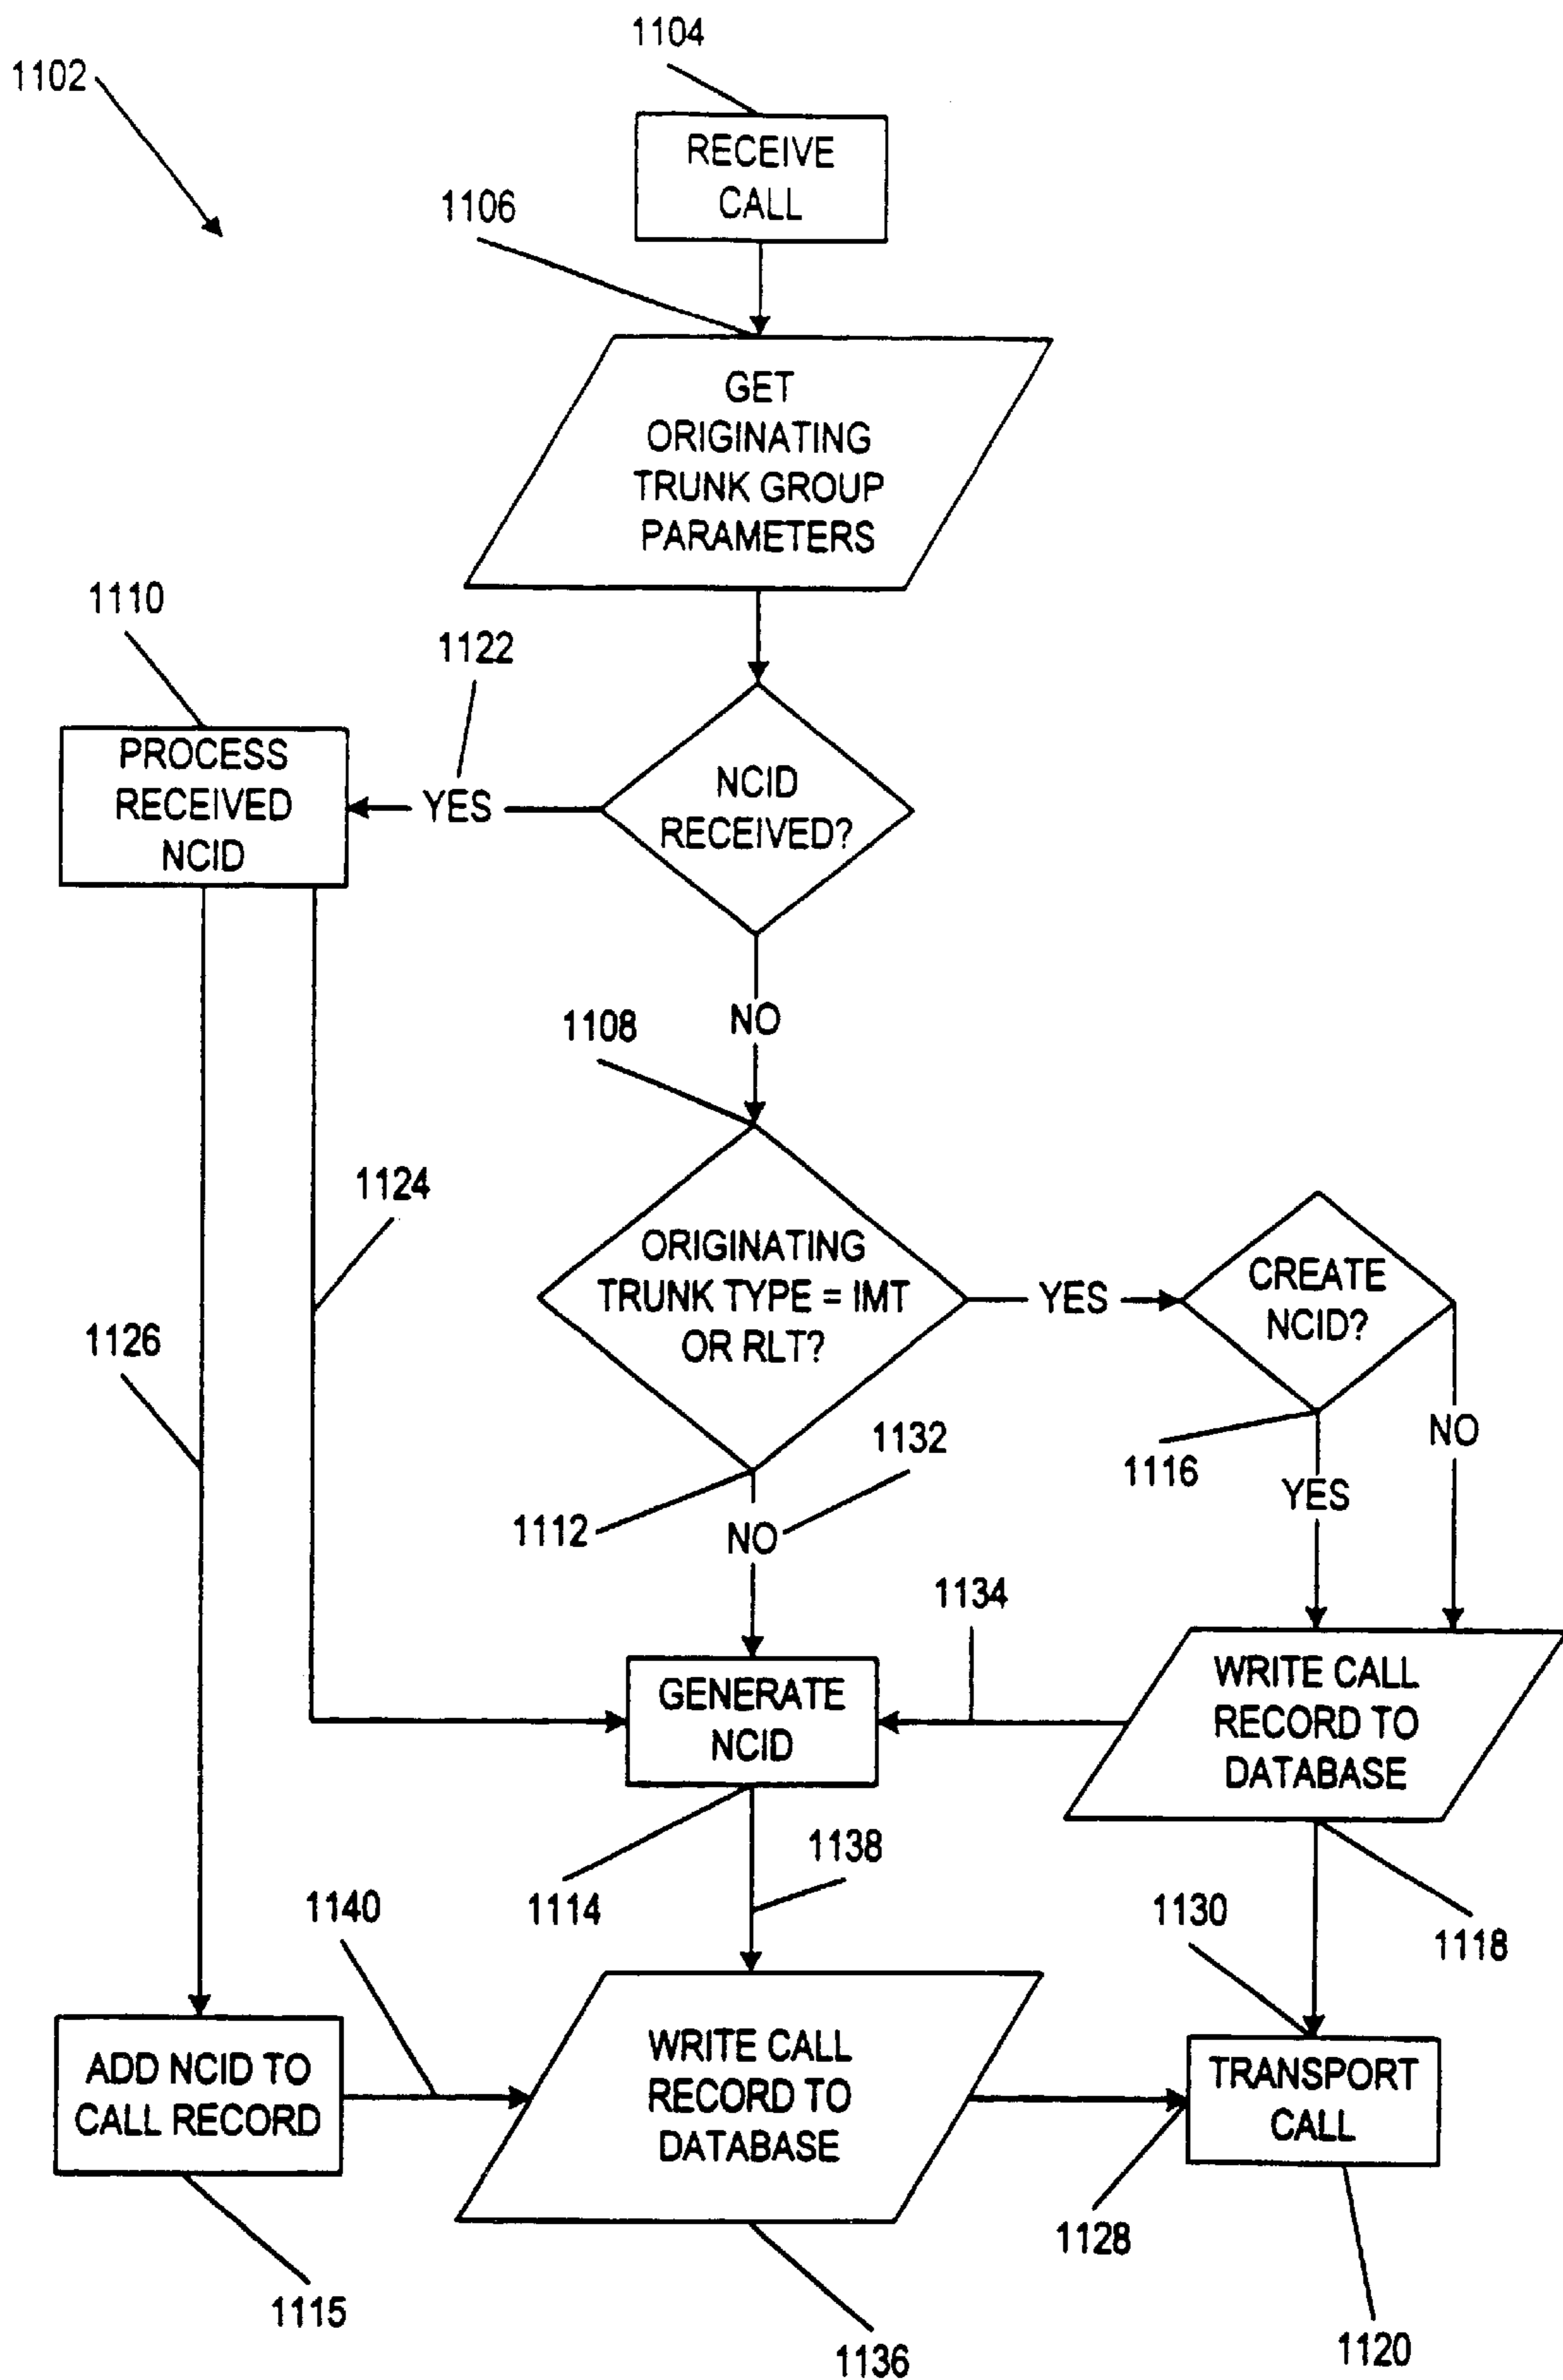 1104
1102
RECEIVE
CALL
1106
GET
ORIGINATING
TRUNK GROUP
PARAMETERS
1110
1122
PROCESS
RECEIVED
NCID
YES
NCID
RECEIVED?
NO
1108
1124
ORIGINATING
TRUNK TYPE = IMT
OR RLT?
YES
CREATE
NCID?
1126
1132
NO
1116
1112
NO
YES
1134
GENERATE
NCID
WRITE CALL
RECORD TO
DATABASE
1138
1114
1140
1130
1118
ADD NCID TO
CALL RECORD
WRITE CALL
RECORD TO
DATABASE
TRANSPORT
CALL
1128
1115
1136
1120